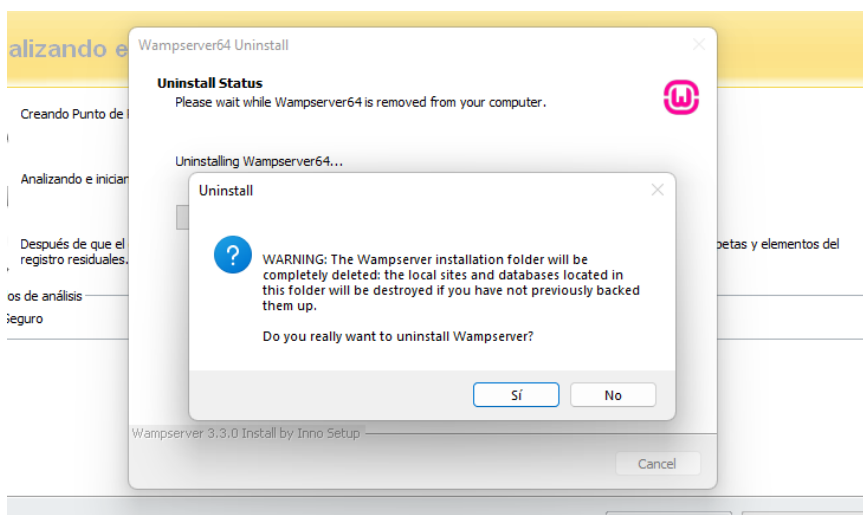 alizando e
Wampserver64 Uninstall
Uninstall Status
Please wait while Wampserver64 is removed from your computer.
Creando Punto de
Uninstalling Wampserver64...
Analizando e iniciar
Uninstall
WARNING: The Wampserver installation folder will be
completely deleted: the local sites and databases located in
this folder will be destroyed if you have not previously backed
them up.
Do you really want to uninstall Wampserver?
Sí
No
Después de que el
registro residuales.
petas y elementos del
os de análisis
Seguro
Wampserver 3.3.0 Install by Inno Setup
Cancel